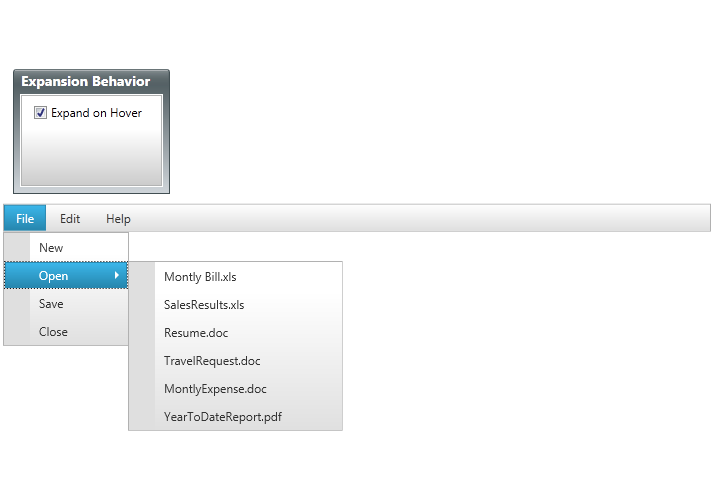 Expansion Behavior
Expand on Hover
File Edit Help
New
Open
Save
Close
Montly Bill.xls
SalesResults.xls
Resume.doc
TravelRequest.doc
MontlyExpense.doc
YearToDateReport.pdf